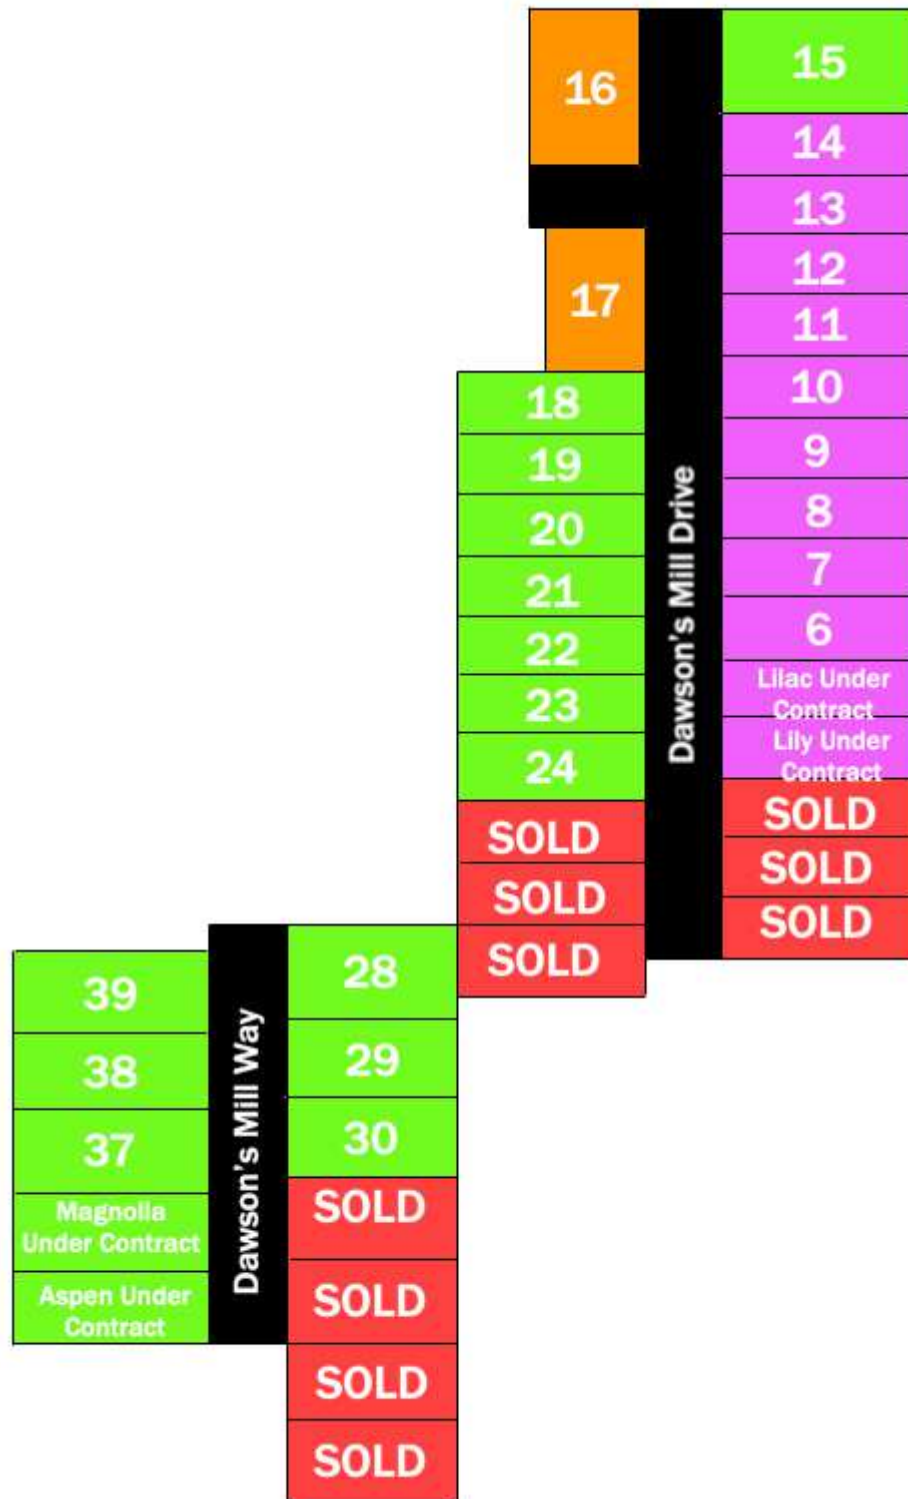 16
15
14
13
12
17
11
10
18
9
19
8
20
7
21
6
22
Lilac Under
Contract
23
Lily Under
Contract
24
Dawson's Mill Drive
SOLD
SOLD
SOLD
SOLD
SOLD
SOLD
39
28
38
29
37
30
Dawson's Mill Way
Magnolia
Under Contract
SOLD
Aspen Under
Contract
SOLD
SOLD
SOLD